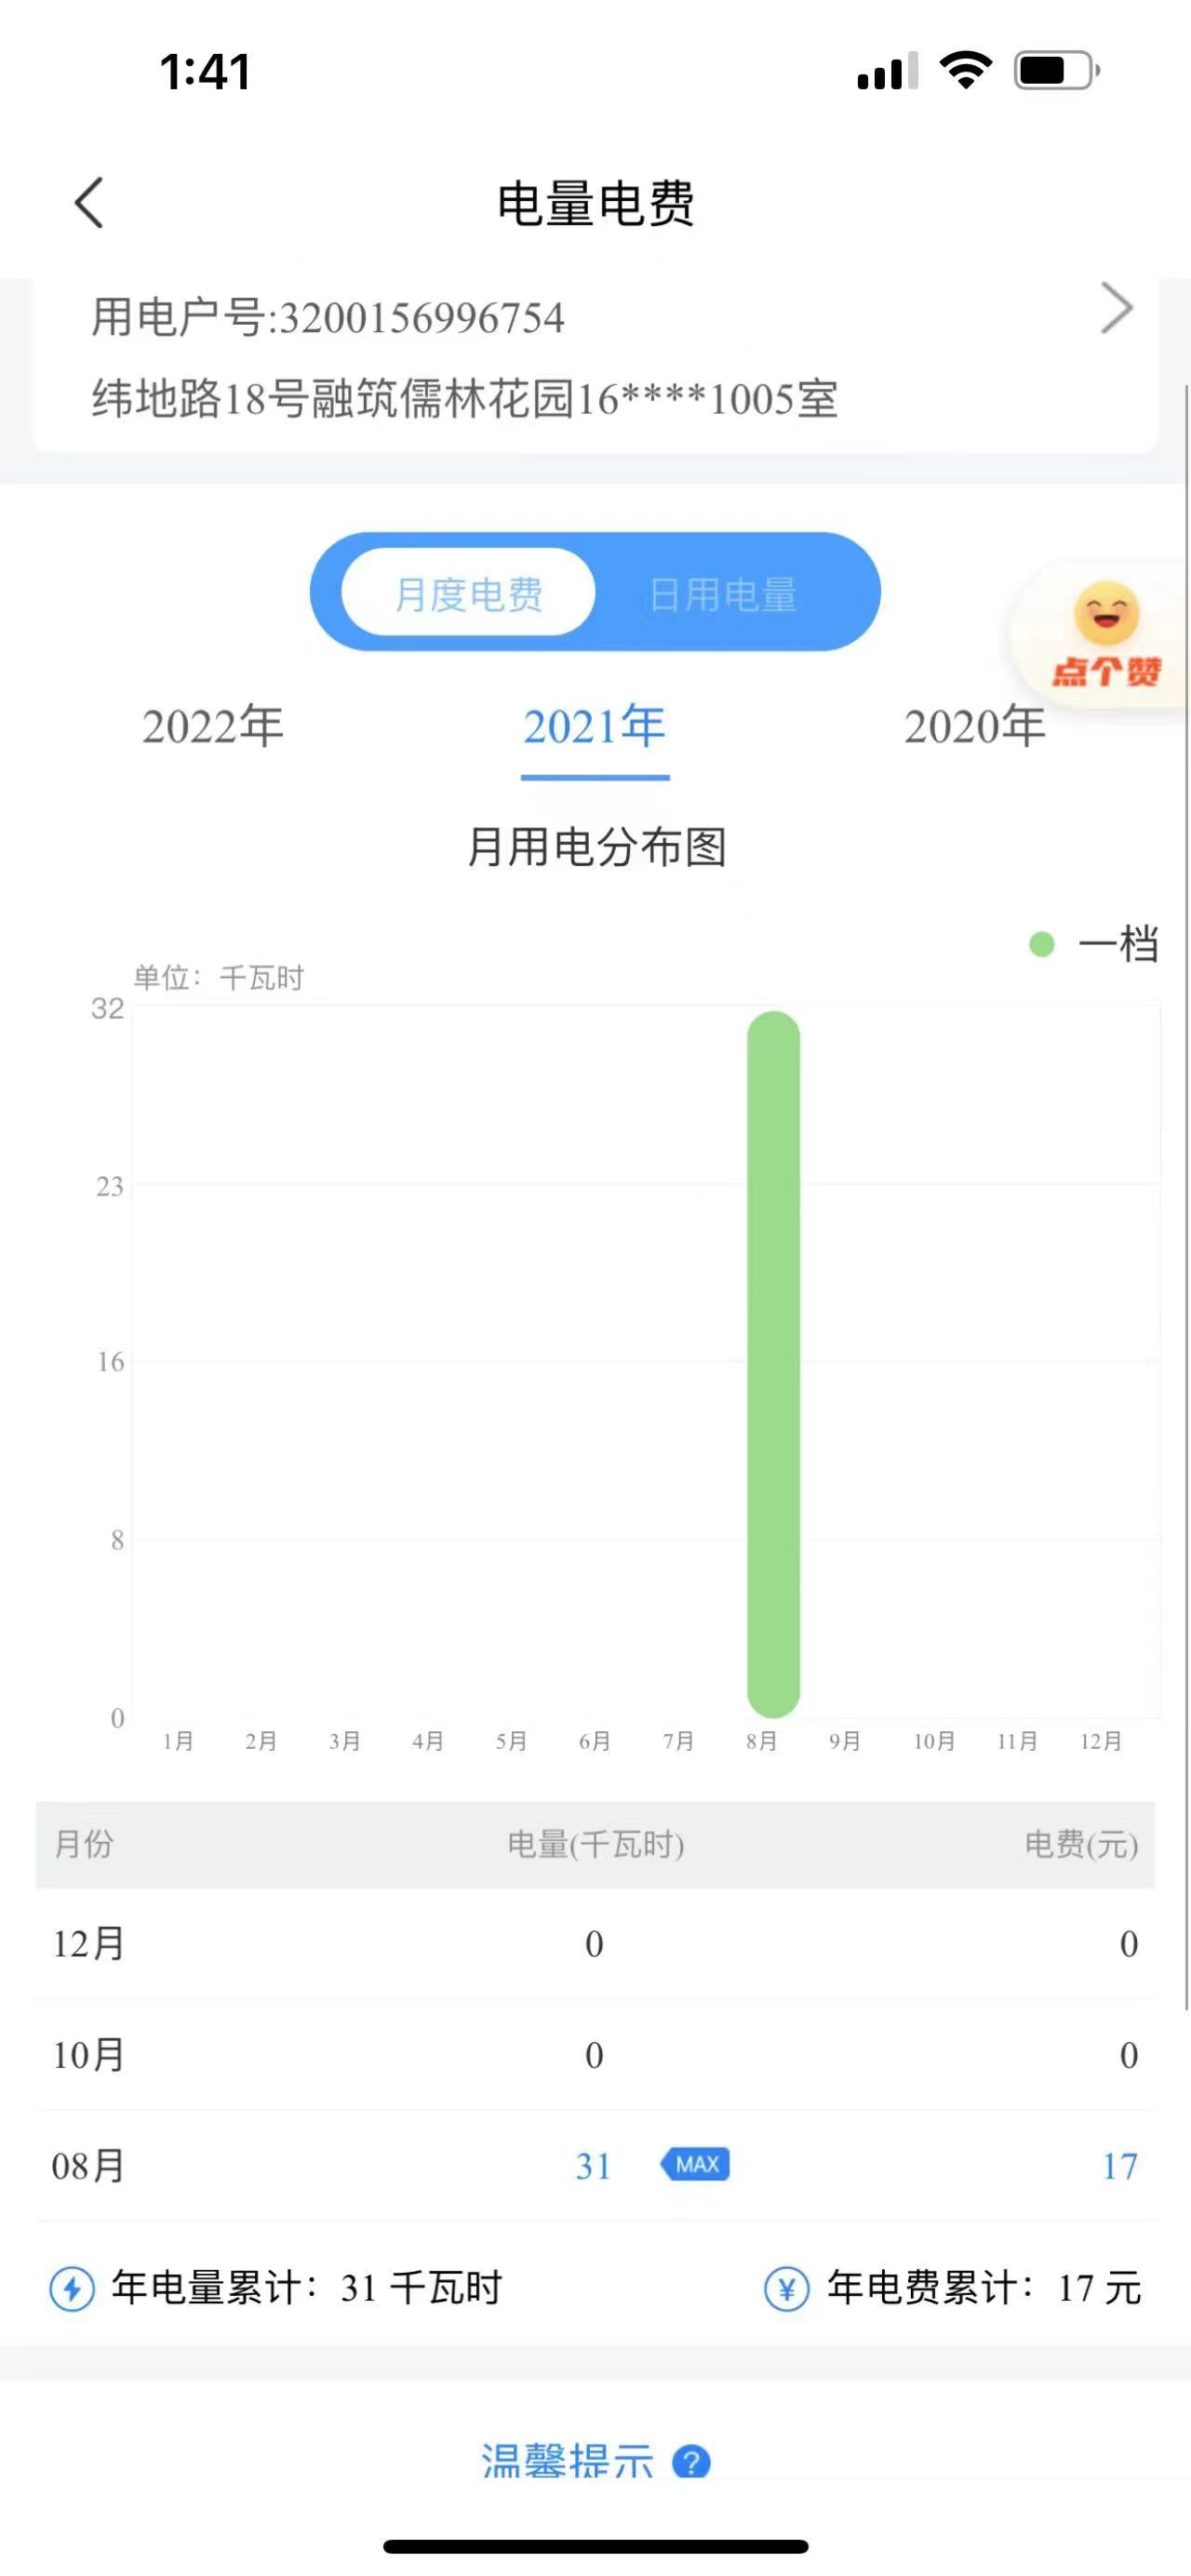 1:41
电量电费
用电户号:3200156996754
纬地路18号融筑儒林花园16****1005室
月度电费 日用电量
点个赞
2022年 2021年 2020年
月用电分布图
一档
单位：千瓦时
32
23
16
8
0
1月 2月 3月 4月 5月 6月 7月 8月 9月 10月 11月 12月
月份 电量(千瓦时) 电费(元)
12月 0 0
10月 0 0
08月 31 MAX 17
年电量累计：31 千瓦时 ¥ 年电费累计：17 元
温馨提示 ?